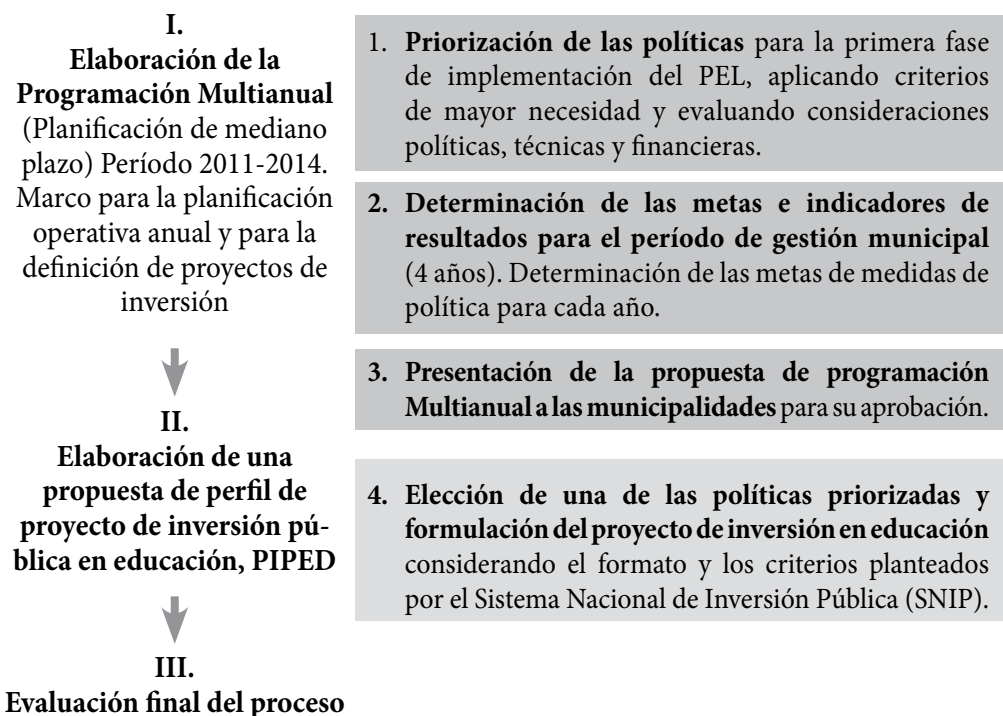 I.
Elaboración de la
Programación Multianual
(Planificación de mediano
plazo) Período 2011-2014.
Marco para la planificación
operativa anual y para la
definición de proyectos de
inversión
1. Priorización de las políticas para la primera fase
de implementación del PEL, aplicando criterios
de mayor necesidad y evaluando consideraciones
políticas, técnicas y financieras.
2. Determinación de las metas e indicadores de
resultados para el período de gestión municipal
(4 años). Determinación de las metas de medidas de
política para cada año.
3. Presentación de la propuesta de programación
Multianual a las municipalidades para su aprobación.
II.
Elaboración de una
propuesta de perfil de
proyecto de inversión pú-
blica en educación, PIPED
4. Elección de una de las políticas priorizadas y
formulación del proyecto de inversión en educación
considerando el formato y los criterios planteados
por el Sistema Nacional de Inversión Pública (SNIP).
III.
Evaluación final del proceso